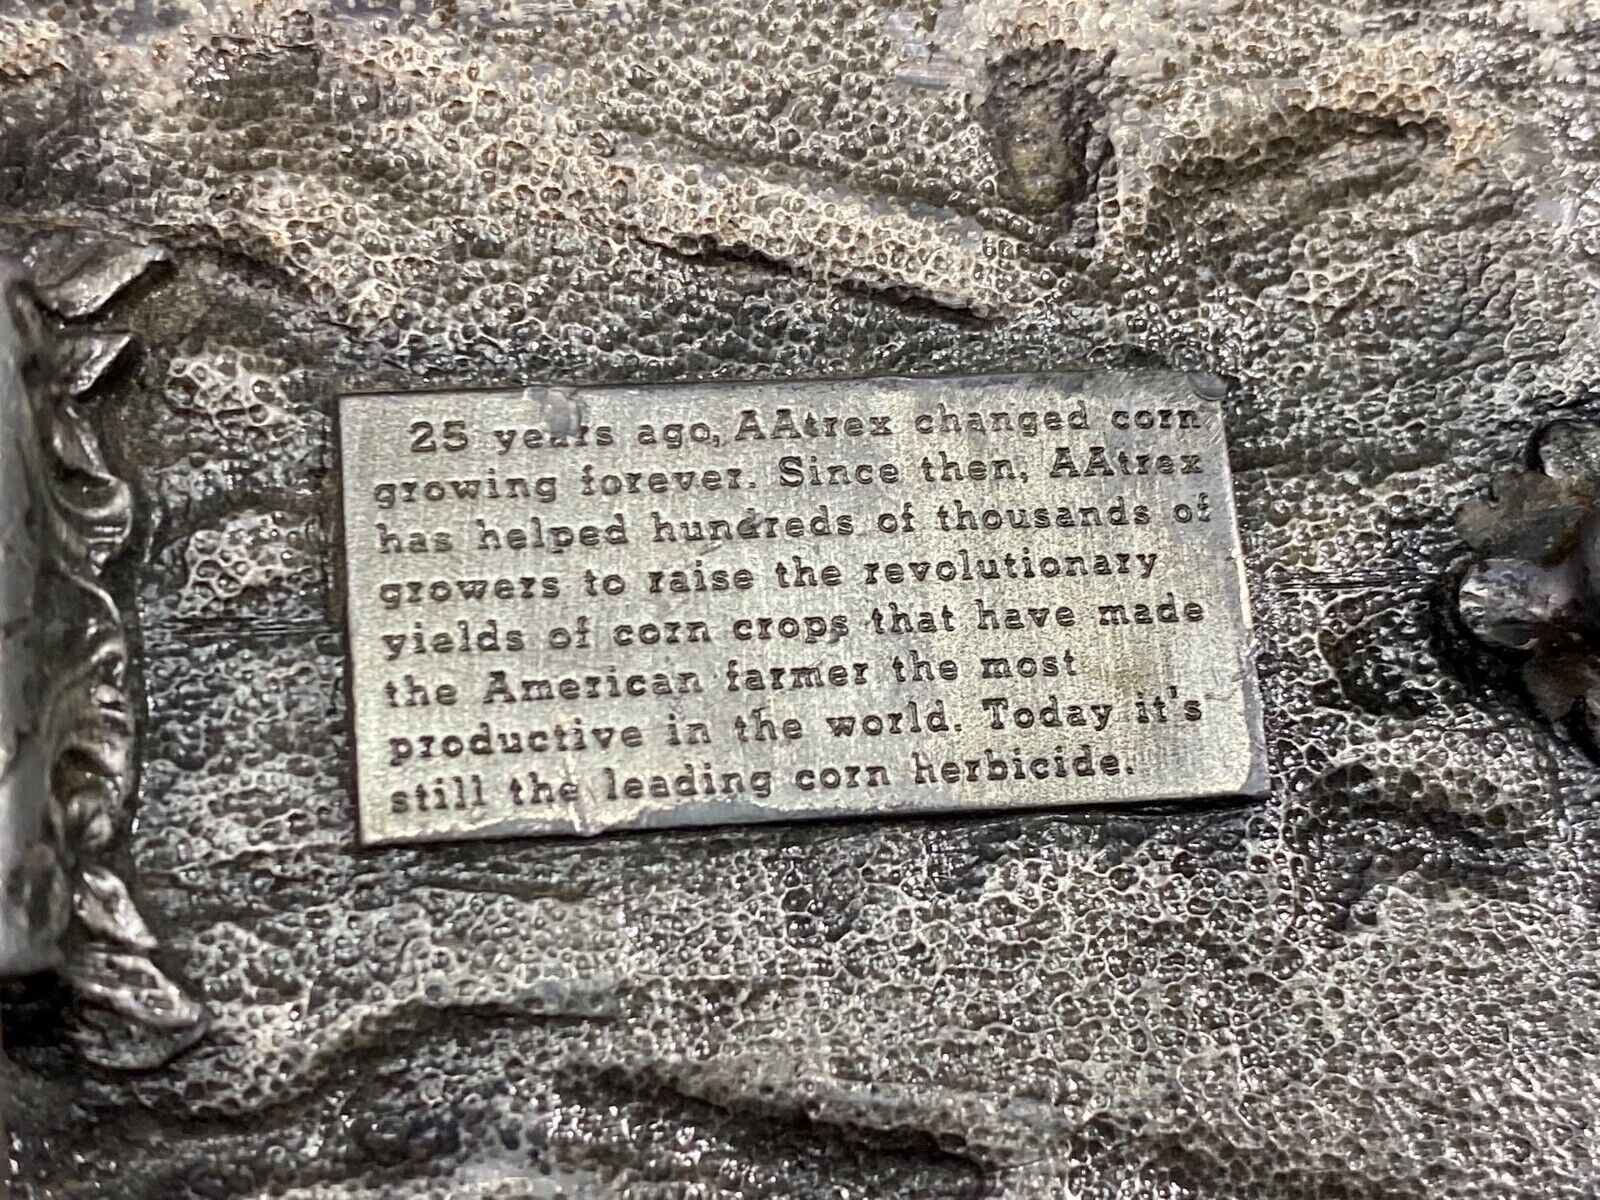 25 years ago, AAtrex changed corn
growing forever. Since then, AAtrex
has helped hundreds of thousands of
growers to raise the revolutionary
yields of corn crops that have made
the American farmer the most
productive in the world. Today it's
still the leading corn herbicide.